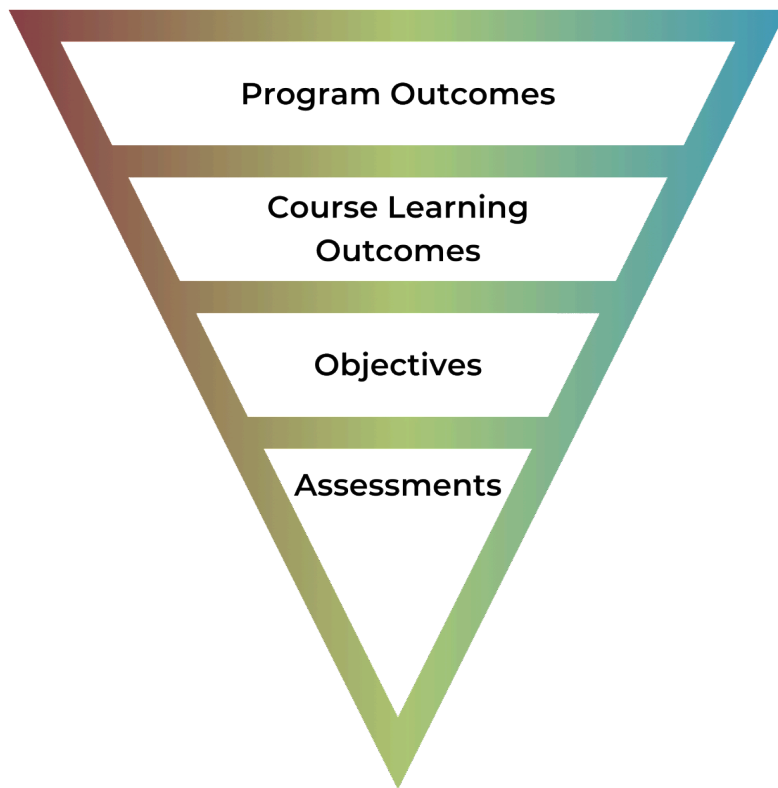 Program Outcomes
Course Learning
Outcomes
Objectives
Assessments